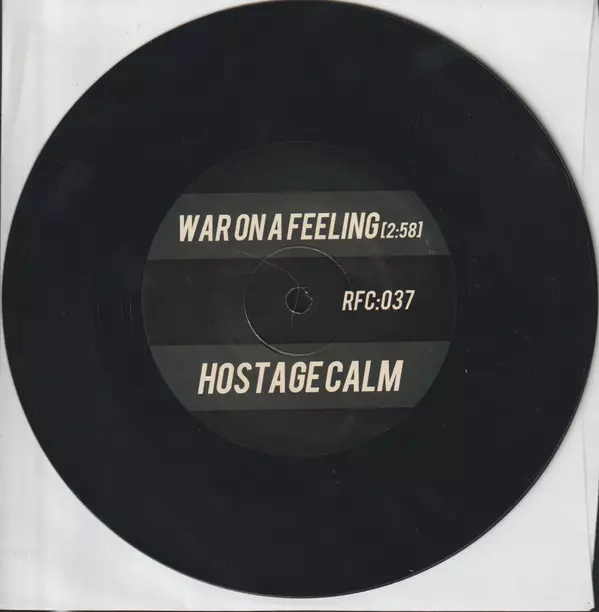 WAR ON A FEELING [2:58]
RFC:037
HOSTAGE CALM